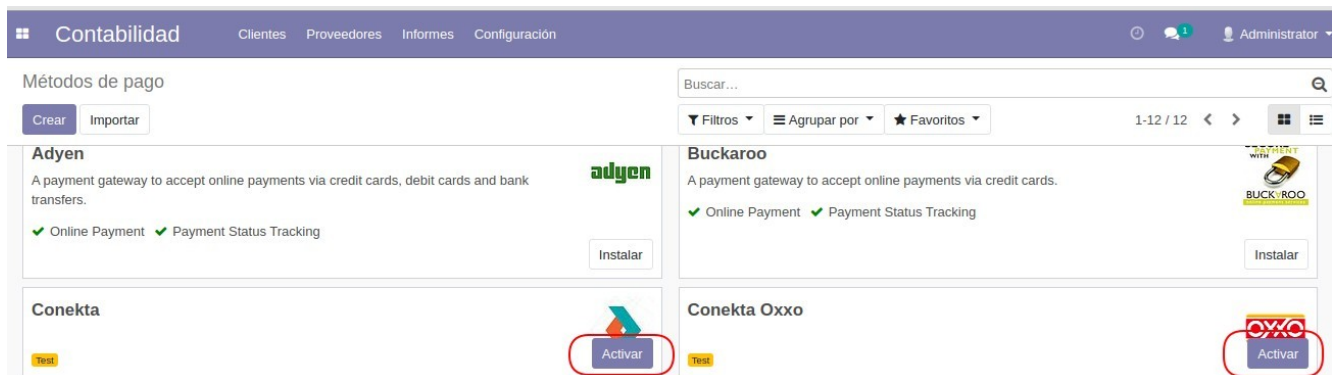 Contabilidad Clientes Proveedores Informes Configuración 1 Administrator
Métodos de pago Buscar...
Crear Importar Filtros Agrupar por Favoritos 1-12 / 12
Adyen
A payment gateway to accept online payments via credit cards, debit cards and bank
transfers.
Online Payment Payment Status Tracking
adyen
Instalar
Buckaroo
A payment gateway to accept online payments via credit cards.
Online Payment Payment Status Tracking
PAYMENT
WITH
BUCKAROO
Instalar
Conekta
Test
Activar
Conekta Oxxo
OXXO
Test
Activar